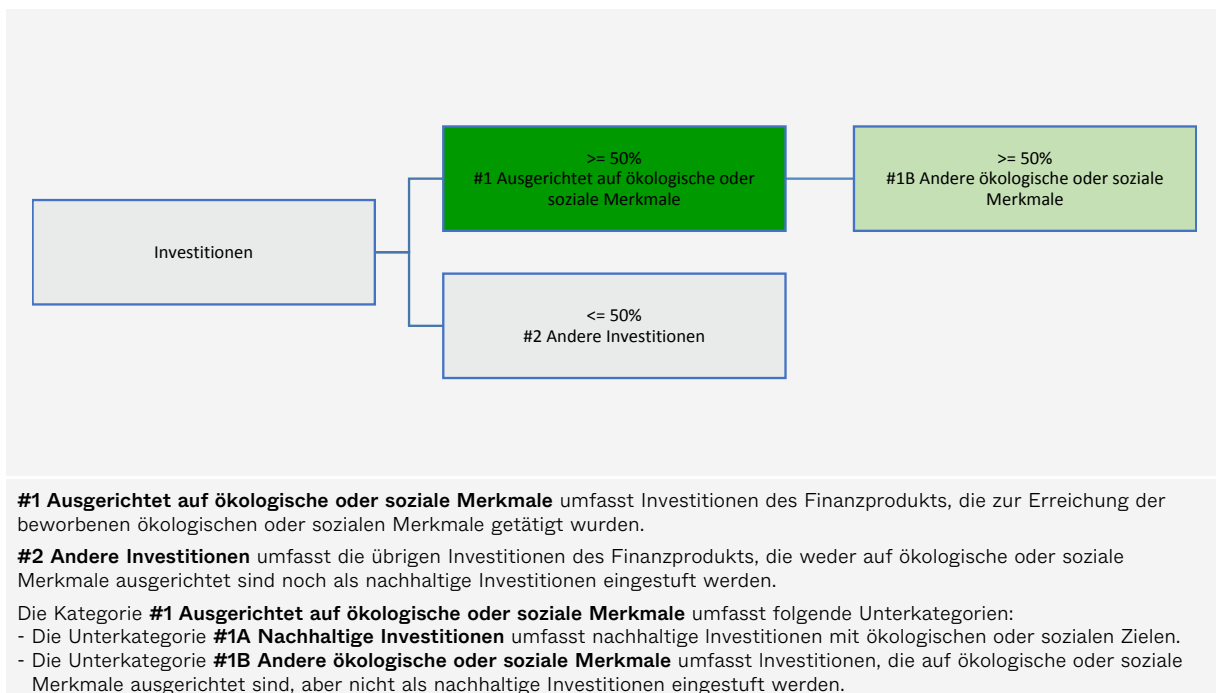 >= 50%
#1 Ausgerichtet auf ökologische oder
soziale Merkmale
>= 50%
#1B Andere ökologische oder soziale
Merkmale
Investitionen
<= 50%
#2 Andere Investitionen
#1 Ausgerichtet auf ökologische oder soziale Merkmale umfasst Investitionen des Finanzprodukts, die zur Erreichung der
beworbenen ökologischen oder sozialen Merkmale getätigt wurden.
#2 Andere Investitionen umfasst die übrigen Investitionen des Finanzprodukts, die weder auf ökologische oder soziale
Merkmale ausgerichtet sind noch als nachhaltige Investitionen eingestuft werden.
Die Kategorie #1 Ausgerichtet auf ökologische oder soziale Merkmale umfasst folgende Unterkategorien:
- Die Unterkategorie #1A Nachhaltige Investitionen umfasst nachhaltige Investitionen mit ökologischen oder sozialen Zielen.
- Die Unterkategorie #1B Andere ökologische oder soziale Merkmale umfasst Investitionen, die auf ökologische oder soziale
Merkmale ausgerichtet sind, aber nicht als nachhaltige Investitionen eingestuft werden.